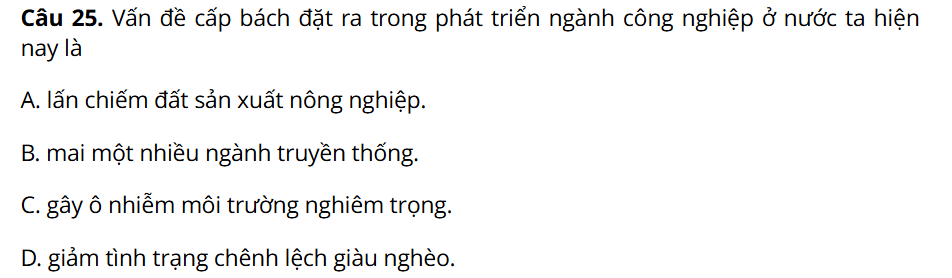 Câu 25. Vấn đề cấp bách đặt ra trong phát triển ngành công nghiệp ở nước ta hiện
nay là
A. lấn chiếm đất sản xuất nông nghiệp.
B. mai một nhiều ngành truyền thống.
C. gây ô nhiễm môi trường nghiêm trọng.
D. giảm tình trạng chênh lệch giàu nghèo.